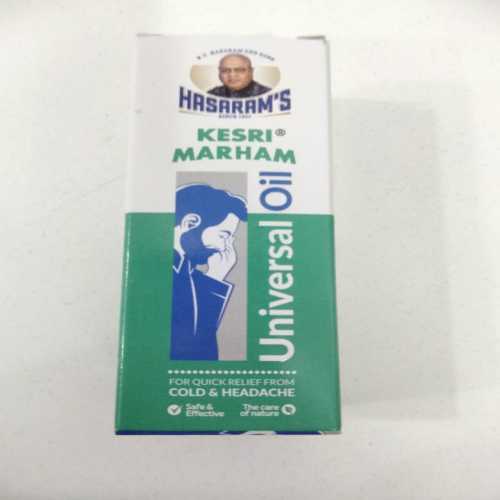 HASARAM'S
KESRI®
MARHAM
Universal Oil
FOR QUICK RELIEF FROM
COLD & HEADACHE
Safe &
Effective
The care
of nature